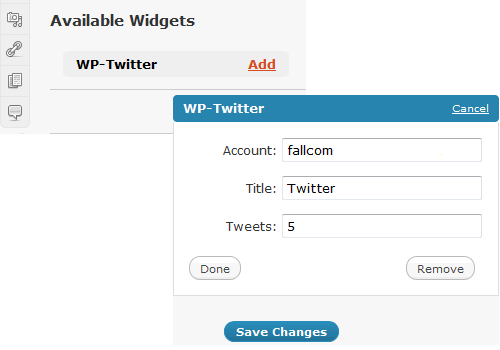 Available Widgets
WP-Twitter Add
WP-Twitter Cancel
Account: fallcom
Title: Twitter
Tweets: 5
Done Remove
Save Changes